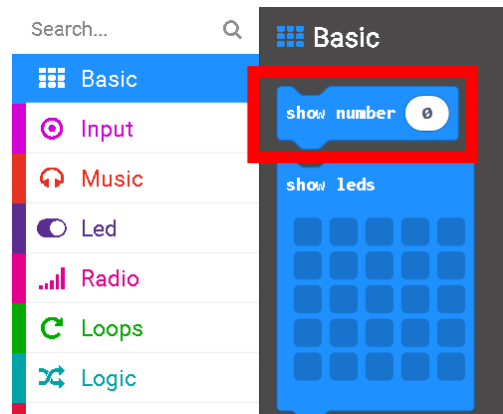 Search...
Basic
Input
Music
Led
Radio
Loops
Logic
Basic
show number 0
show leds